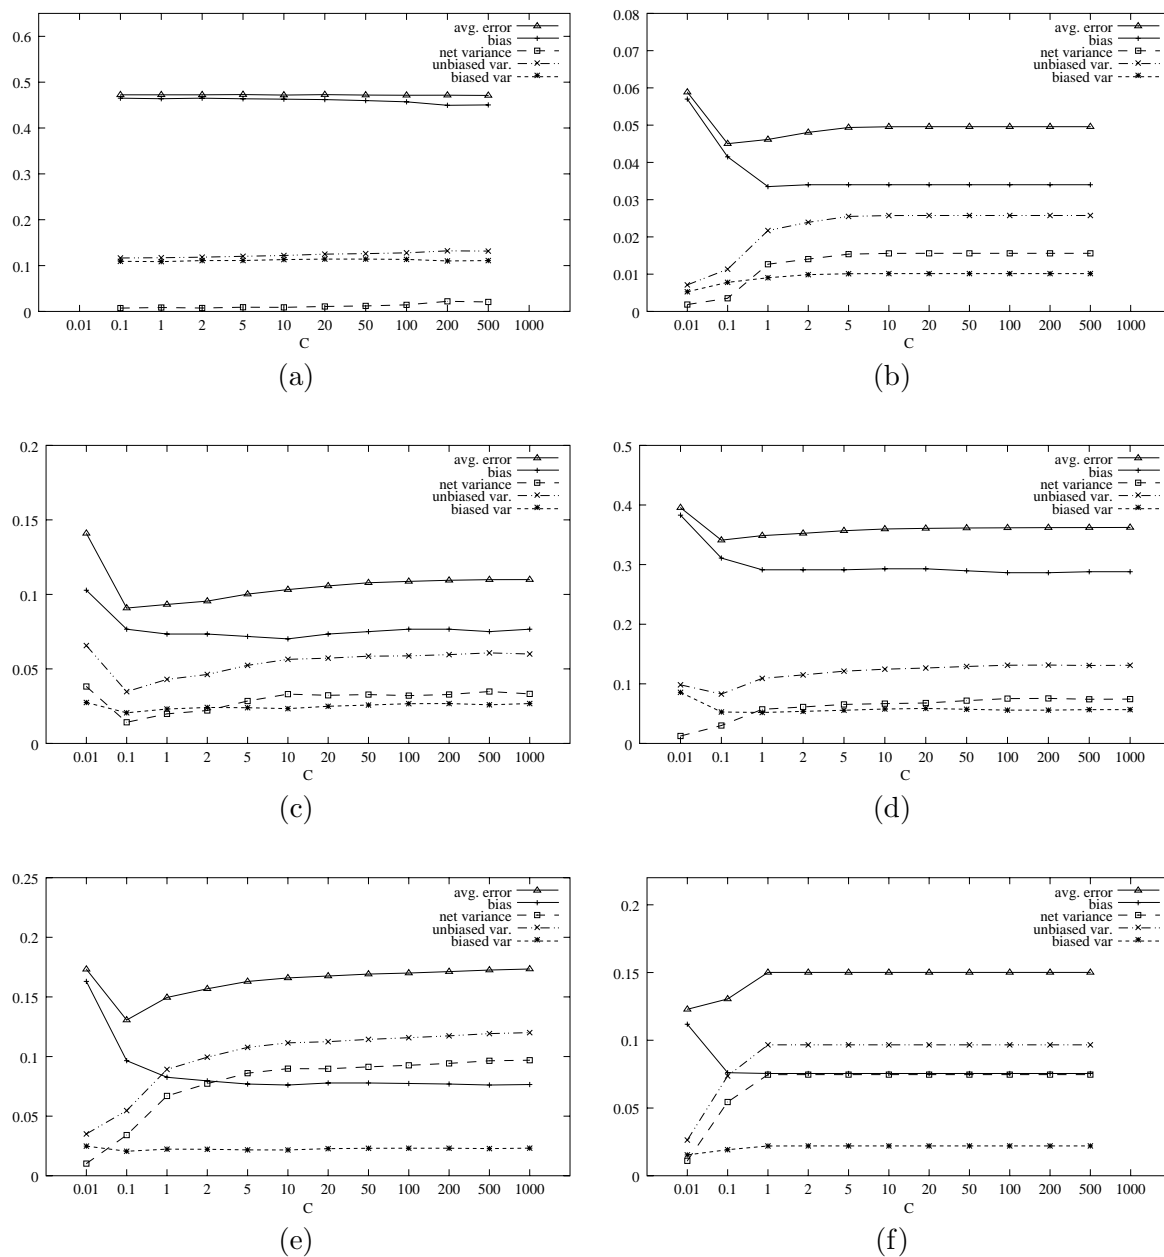 0.6
0.5
0.4
0.3
0.2
0.1
0
avg. error
bias
net variance
unbiased var.
biased var
0.01 0.1 1 2 5 10 20 50 100 200 500 1000
C
(a)
0.08
0.07
0.06
0.05
0.04
0.03
0.02
0.01
0
avg. error
bias
net variance
unbiased var.
biased var
0.01 0.1 1 2 5 10 20 50 100 200 500 1000
C
(b)
0.2
0.15
0.1
0.05
0
avg. error
bias
net variance
unbiased var.
biased var
0.01 0.1 1 2 5 10 20 50 100 200 500 1000
C
(c)
0.5
0.4
0.3
0.2
0.1
0
avg. error
bias
net variance
unbiased var.
biased var
0.01 0.1 1 2 5 10 20 50 100 200 500 1000
C
(d)
0.25
0.2
0.15
0.1
0.05
0
avg. error
bias
net variance
unbiased var.
biased var
0.01 0.1 1 2 5 10 20 50 100 200 500 1000
C
(e)
0.2
0.15
0.1
0.05
0
avg. error
bias
net variance
unbiased var.
biased var
0.01 0.1 1 2 5 10 20 50 100 200 500 1000
C
(f)